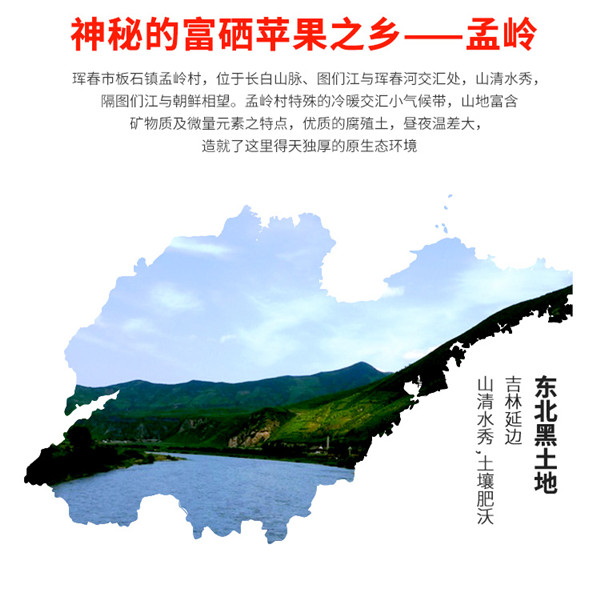 神秘的富硒苹果之乡——孟岭
珲春市板石镇孟岭村，位于长白山脉、图们江与珲春河交汇处，山清水秀，
隔图们江与朝鲜相望。孟岭村特殊的冷暖交汇小气候带，山地富含
矿物质及微量元素之特点，优质的腐殖土，昼夜温差大，
造就了这里得天独厚的原生态环境
东北黑土地
吉林延边
山清水秀,土壤肥沃